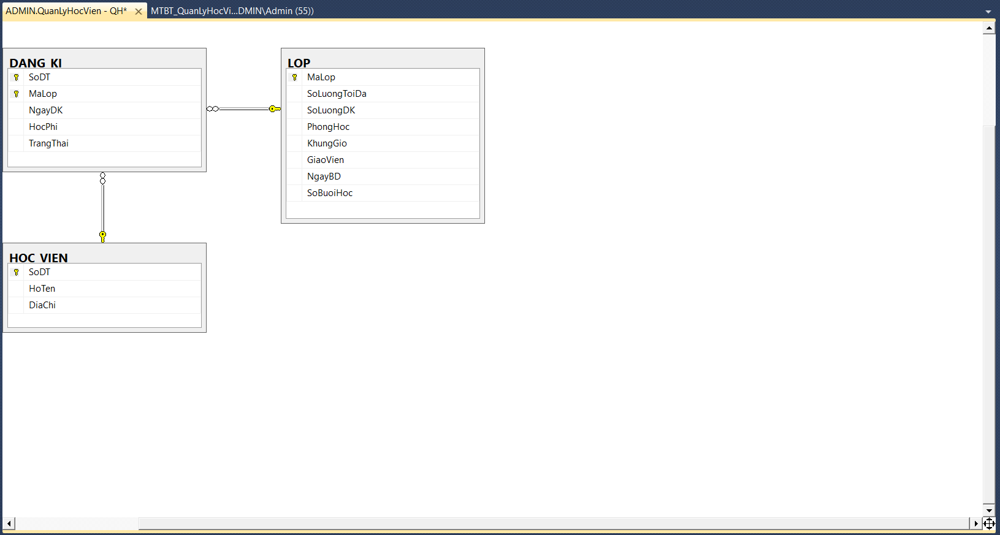 ADMIN.QuanLyHocVien - QH*
MTBT_QuanLyHocVi...DMIN\Admin (55))
DANG_KI
SoDT
MaLop
NgayDK
HocPhi
TrangThai
LOP
MaLop
SoLuongToiDa
SoLuongDK
PhongHoc
KhungGio
GiaoVien
NgayBD
SoBuoiHoc
HOC_VIEN
SoDT
HoTen
DiaChi